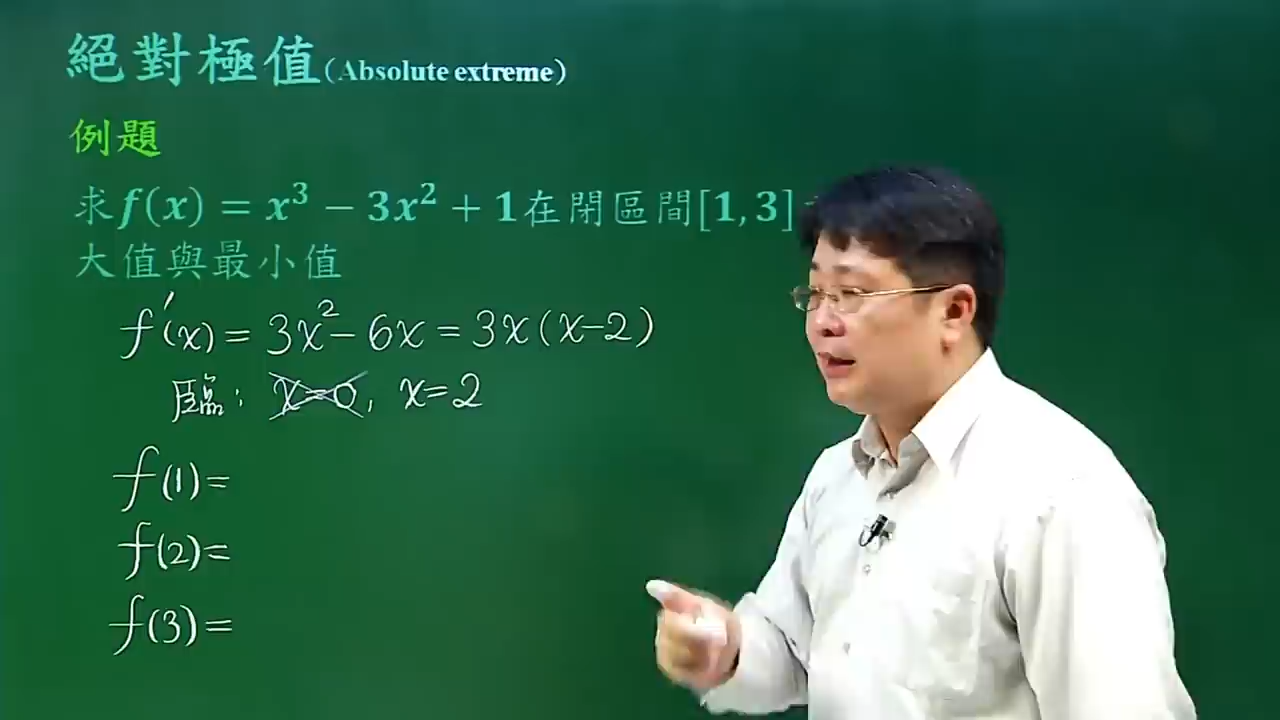 絕對極值(Absolute extreme)
例題
求f(x) = x³ − 3x² + 1在閉區間[1,3]
大值與最小值
f'(x) = 3x² − 6x = 3x(x−2)
臨: x=0, x=2
f(1)=
f(2)=
f(3)=